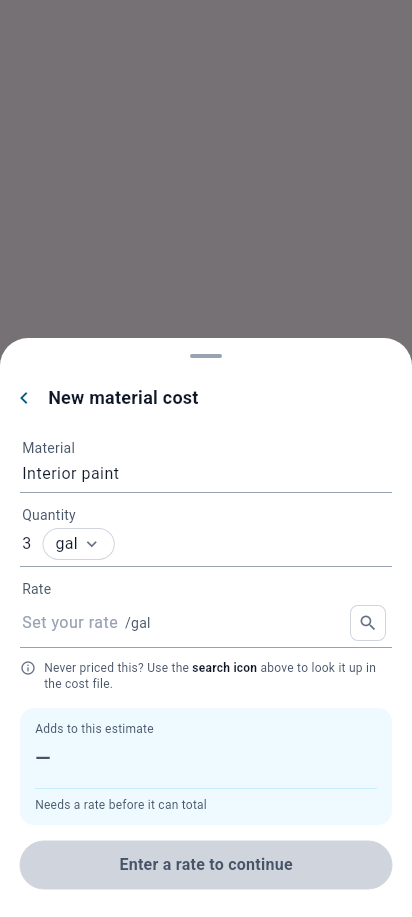 New material cost
Material
Interior paint
Quantity
3 gal
Rate
Set your rate /gal
Never priced this? Use the search icon above to look it up in
the cost file.
Adds to this estimate
—
Needs a rate before it can total
Enter a rate to continue